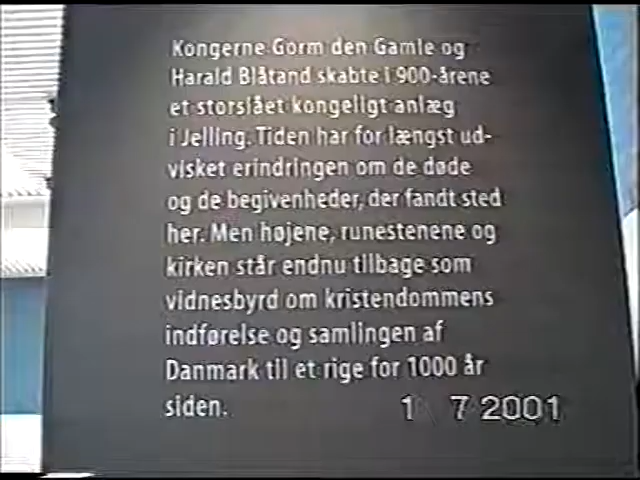 Kongerne Gorm den Gamle og
Harald Blåtand skabte i 900-årene
et storslået kongeligt anlæg
i Jelling. Tiden har for længst ud-
visket erindringen om de døde
og de begivenheder, der fandt sted
her. Men højene, runestenene og
kirken står endnu tilbage som
vidnesbyrd om kristendommens
indførelse og samlingen af
Danmark til et rige for 1000 år
siden.
1 7 2001